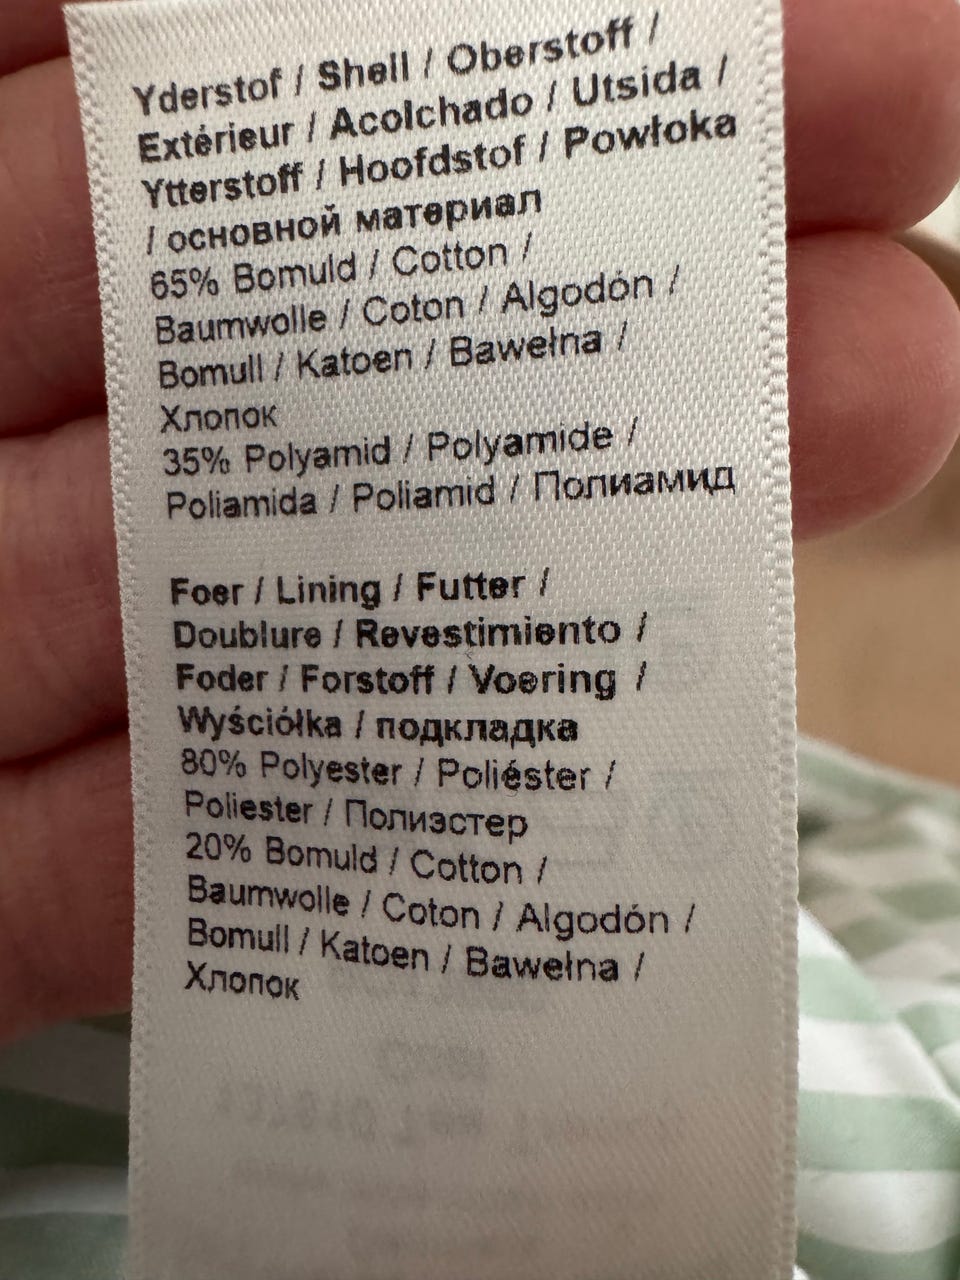 Yderstof / Shell / Oberstoff /
Extérieur / Acolchado / Utsida /
Ytterstoff / Hoofdstof / Powłoka
/ основной материал
65% Bomuld / Cotton /
Baumwolle / Coton / Algodón /
Bomull / Katoen / Bawełna /
Хлопок
35% Polyamid / Polyamide /
Poliamida / Poliamid / Полиамид
Foer / Lining / Futter /
Doublure / Revestimiento /
Foder / Forstoff / Voering /
Wyściółka / подкладка
80% Polyester / Poliéster /
Poliester / Полиэстер
20% Bomuld / Cotton /
Baumwolle / Coton / Algodón /
Bomull / Katoen / Bawełna /
Хлопок